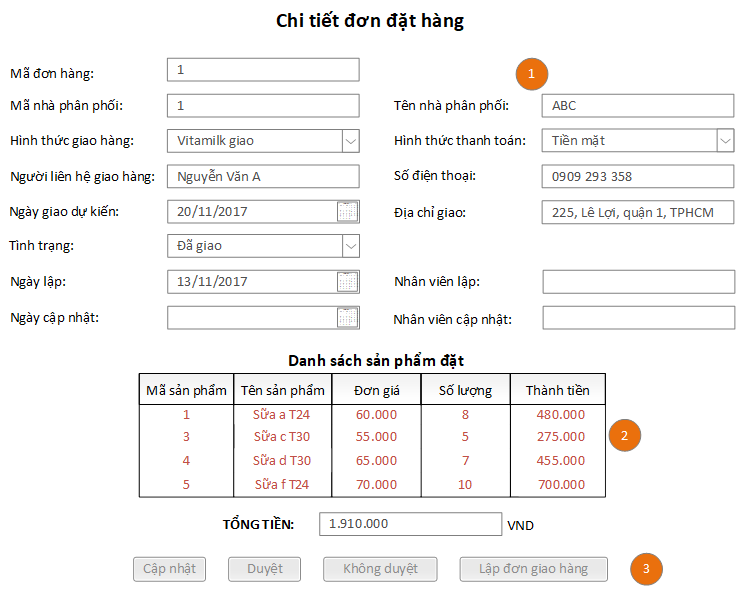 Chi tiết đơn đặt hàng
Mã đơn hàng: 1 1
Mã nhà phân phối: 1 Tên nhà phân phối: ABC
Hình thức giao hàng: Vitamilk giao Hình thức thanh toán: Tiền mặt
Người liên hệ giao hàng: Nguyễn Văn A Số điện thoại: 0909 293 358
Ngày giao dự kiến: 20/11/2017 Địa chỉ giao: 225, Lê Lợi, quận 1, TPHCM
Tình trạng: Đã giao
Ngày lập: 13/11/2017 Nhân viên lập:
Ngày cập nhật: Nhân viên cập nhật:
Danh sách sản phẩm đặt
Mã sản phẩm Tên sản phẩm Đơn giá Số lượng Thành tiền
1 Sữa a T24 60.000 8 480.000
3 Sữa c T30 55.000 5 275.000 2
4 Sữa d T30 65.000 7 455.000
5 Sữa f T24 70.000 10 700.000
TỔNG TIỀN: 1.910.000 VND
Cập nhật Duyệt Không duyệt Lập đơn giao hàng 3